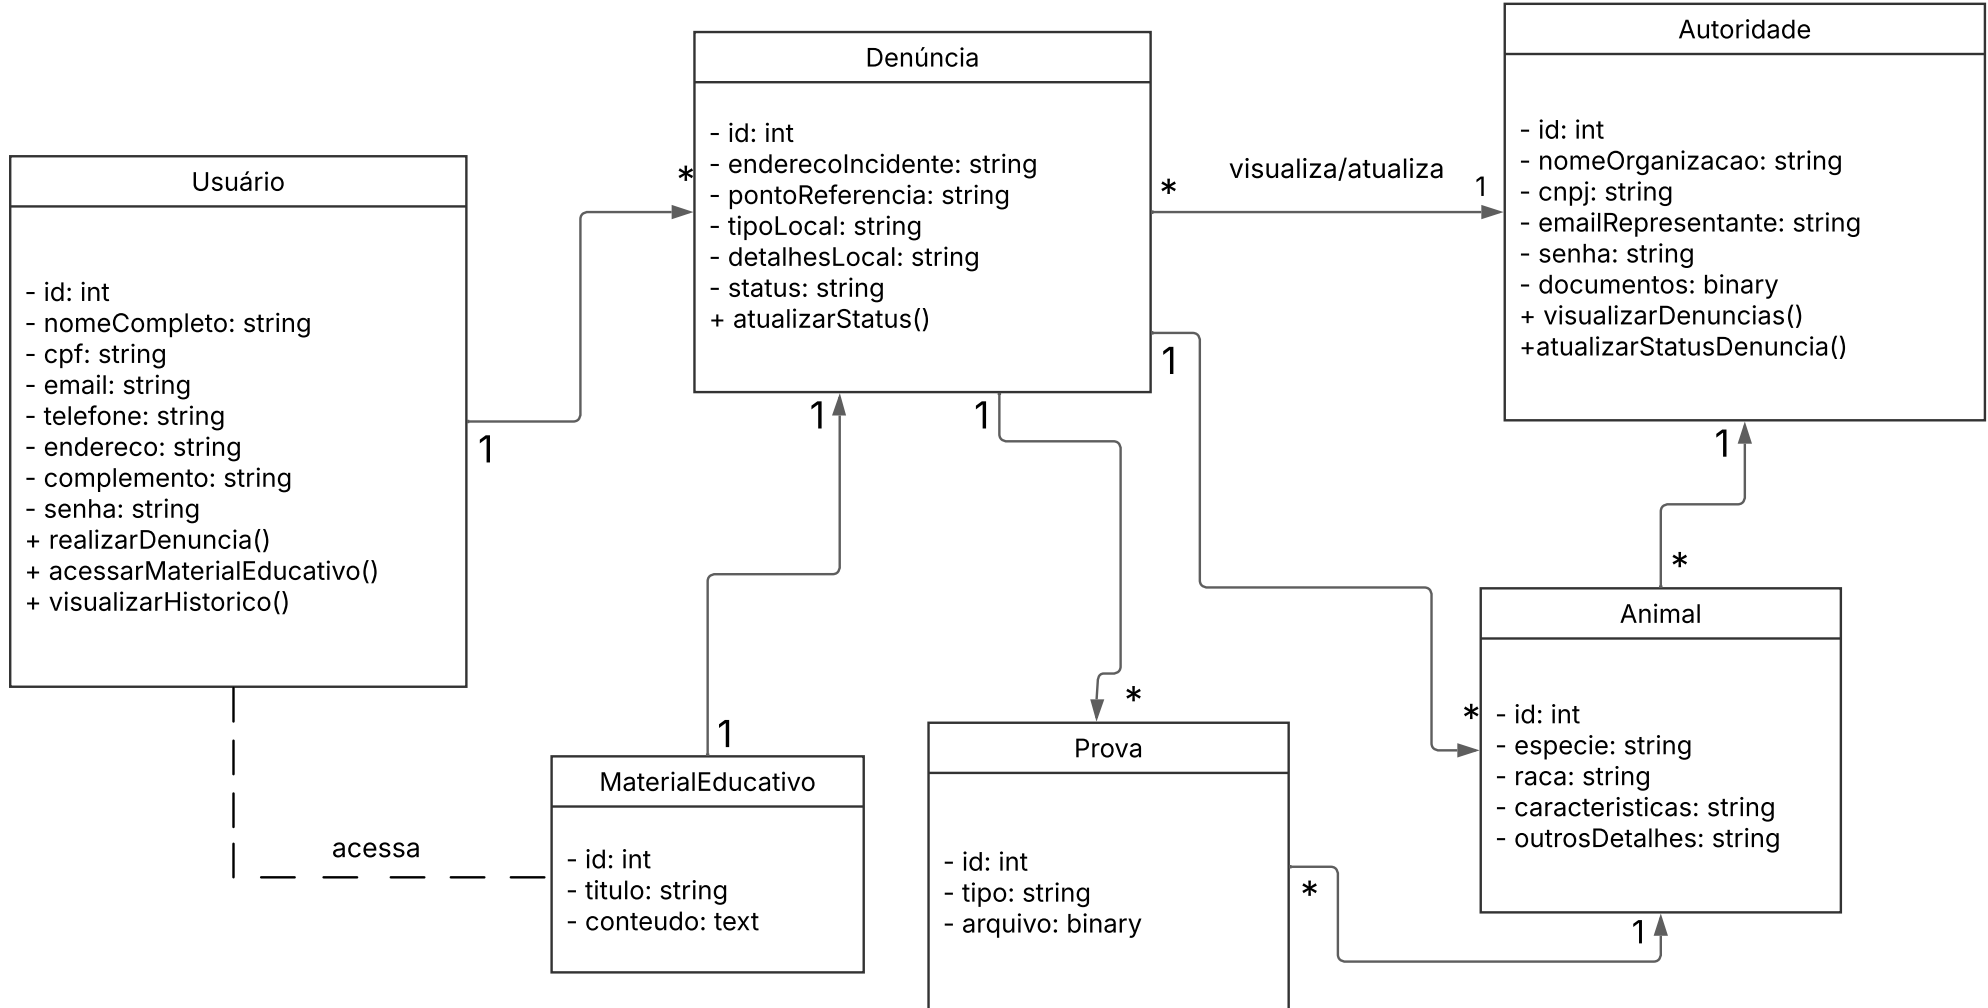 Usuário
- id: int
- nomeCompleto: string
- cpf: string
- email: string
- telefone: string
- endereco: string
- complemento: string
- senha: string
+ realizarDenuncia()
+ acessarMaterialEducativo()
+ visualizarHistorico()
1
*
Denúncia
- id: int
- enderecoIncidente: string
- pontoReferencia: string
- tipoLocal: string
- detalhesLocal: string
- status: string
+ atualizarStatus()
*
visualiza/atualiza
1
1
1
1
Autoridade
- id: int
- nomeOrganizacao: string
- cnpj: string
- emailRepresentante: string
- senha: string
- documentos: binary
+ visualizarDenuncias()
+atualizarStatusDenuncia()
1
*
acessa
1
MaterialEducativo
- id: int
- titulo: string
- conteudo: text
*
Prova
- id: int
- tipo: string
- arquivo: binary
*
*
Animal
- id: int
- especie: string
- raca: string
- caracteristicas: string
- outrosDetalhes: string
1